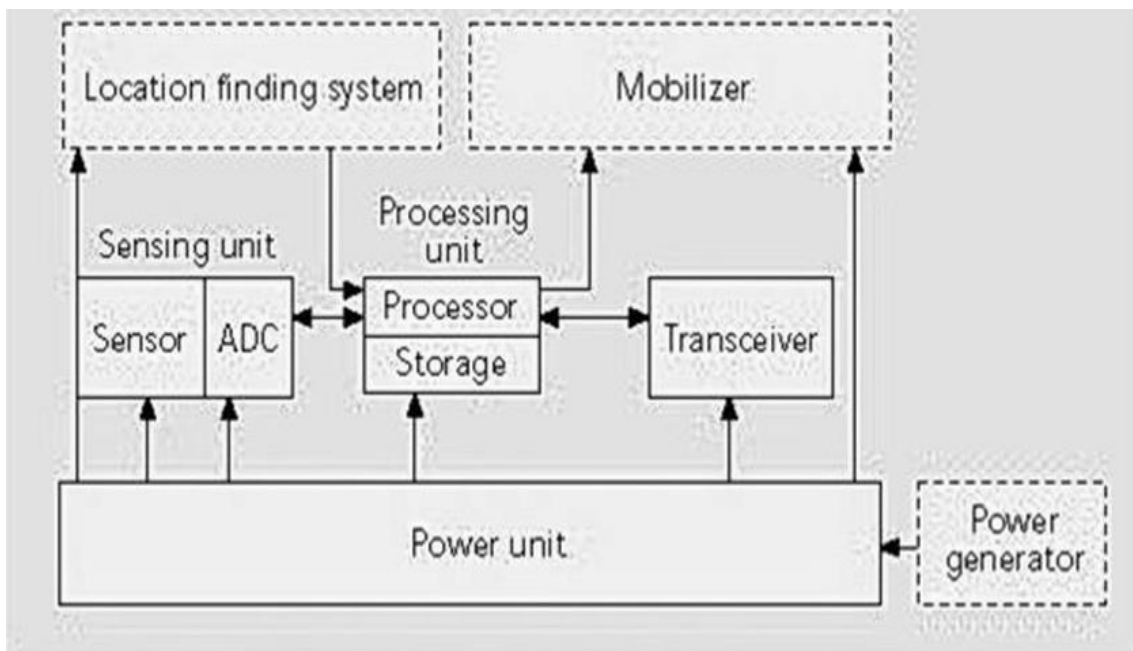 Location finding system
Mobilizer
Processing
unit
Sensing unit
Sensor
ADC
Processor
Storage
Transceiver
Power unit
Power
generator